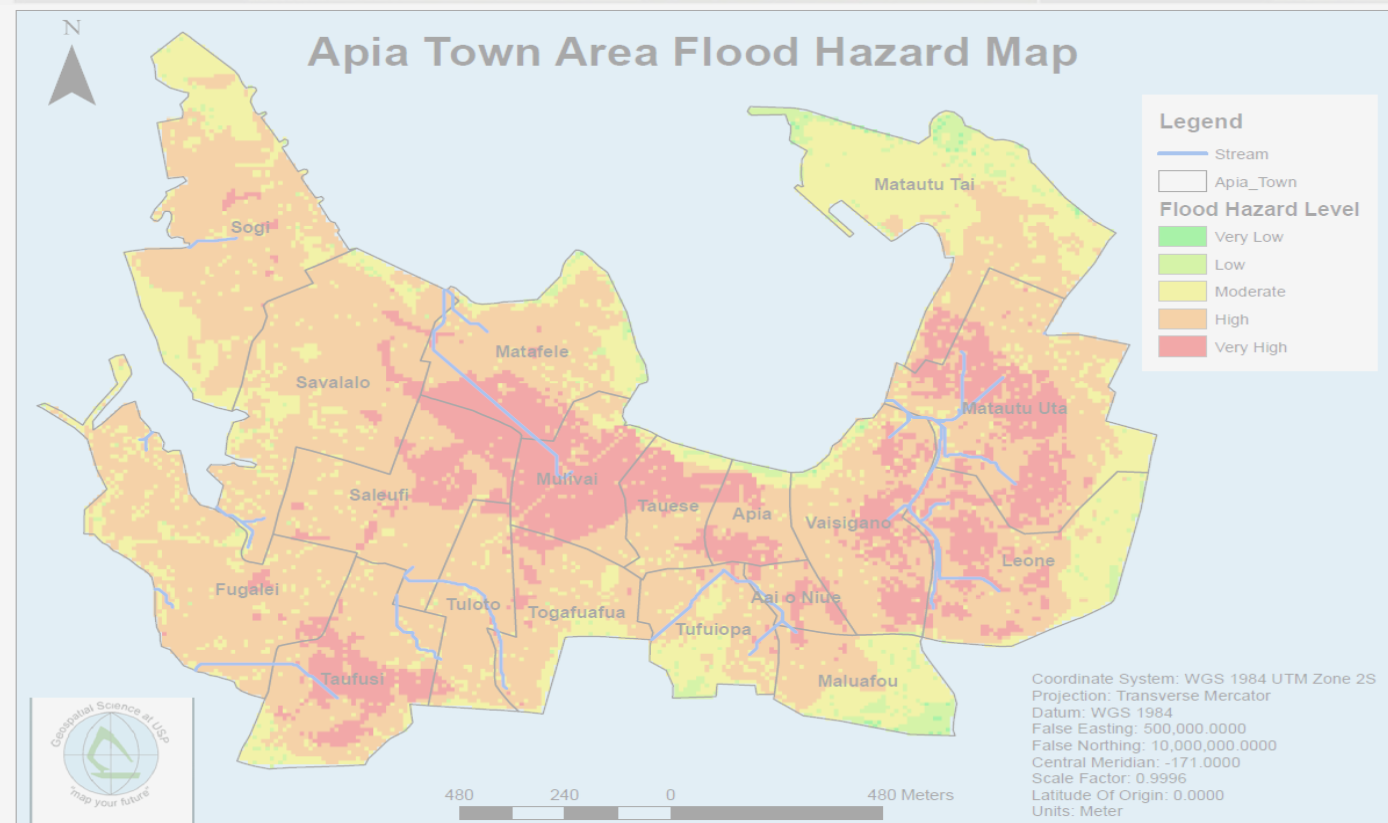 N
Apia Town Area Flood Hazard Map
Legend
Stream
Apia_Town
Flood Hazard Level
Very Low
Low
Moderate
High
Very High
Matautu Tai
Sogi
Matafele
Savalalo
Matautu Uta
Mulivai
Saleufi
Tauese
Apia
Vaisigano
Leone
Fugalei
Aai o Niue
Tuloto
Togafuafua
Tufuiopa
Taufusi
Maluafou
Coordinate System: WGS 1984 UTM Zone 2S
Projection: Transverse Mercator
Datum: WGS 1984
False Easting: 500,000.0000
False Northing: 10,000,000.0000
Central Meridian: -171.0000
Scale Factor: 0.9996
Latitude Of Origin: 0.0000
Units: Meter
Geospatial Science at USP
"map your future"
480 240 0 480 Meters